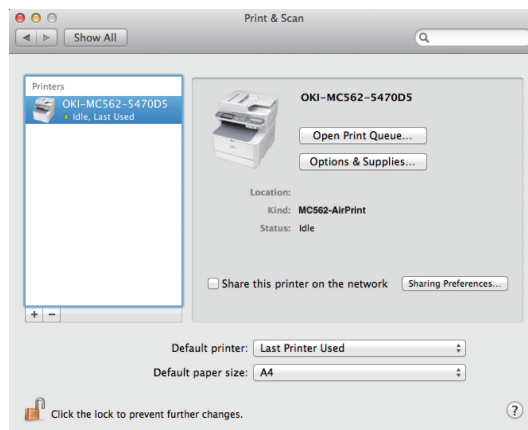 Print & Scan
Show All
Printers
OKI-MC562-5470D5
Idle, Last Used
OKI-MC562-5470D5
Open Print Queue...
Options & Supplies...
Location:
Kind: MC562-AirPrint
Status: Idle
Share this printer on the network Sharing Preferences...
+ −
Default printer: Last Printer Used
Default paper size: A4
Click the lock to prevent further changes. ?